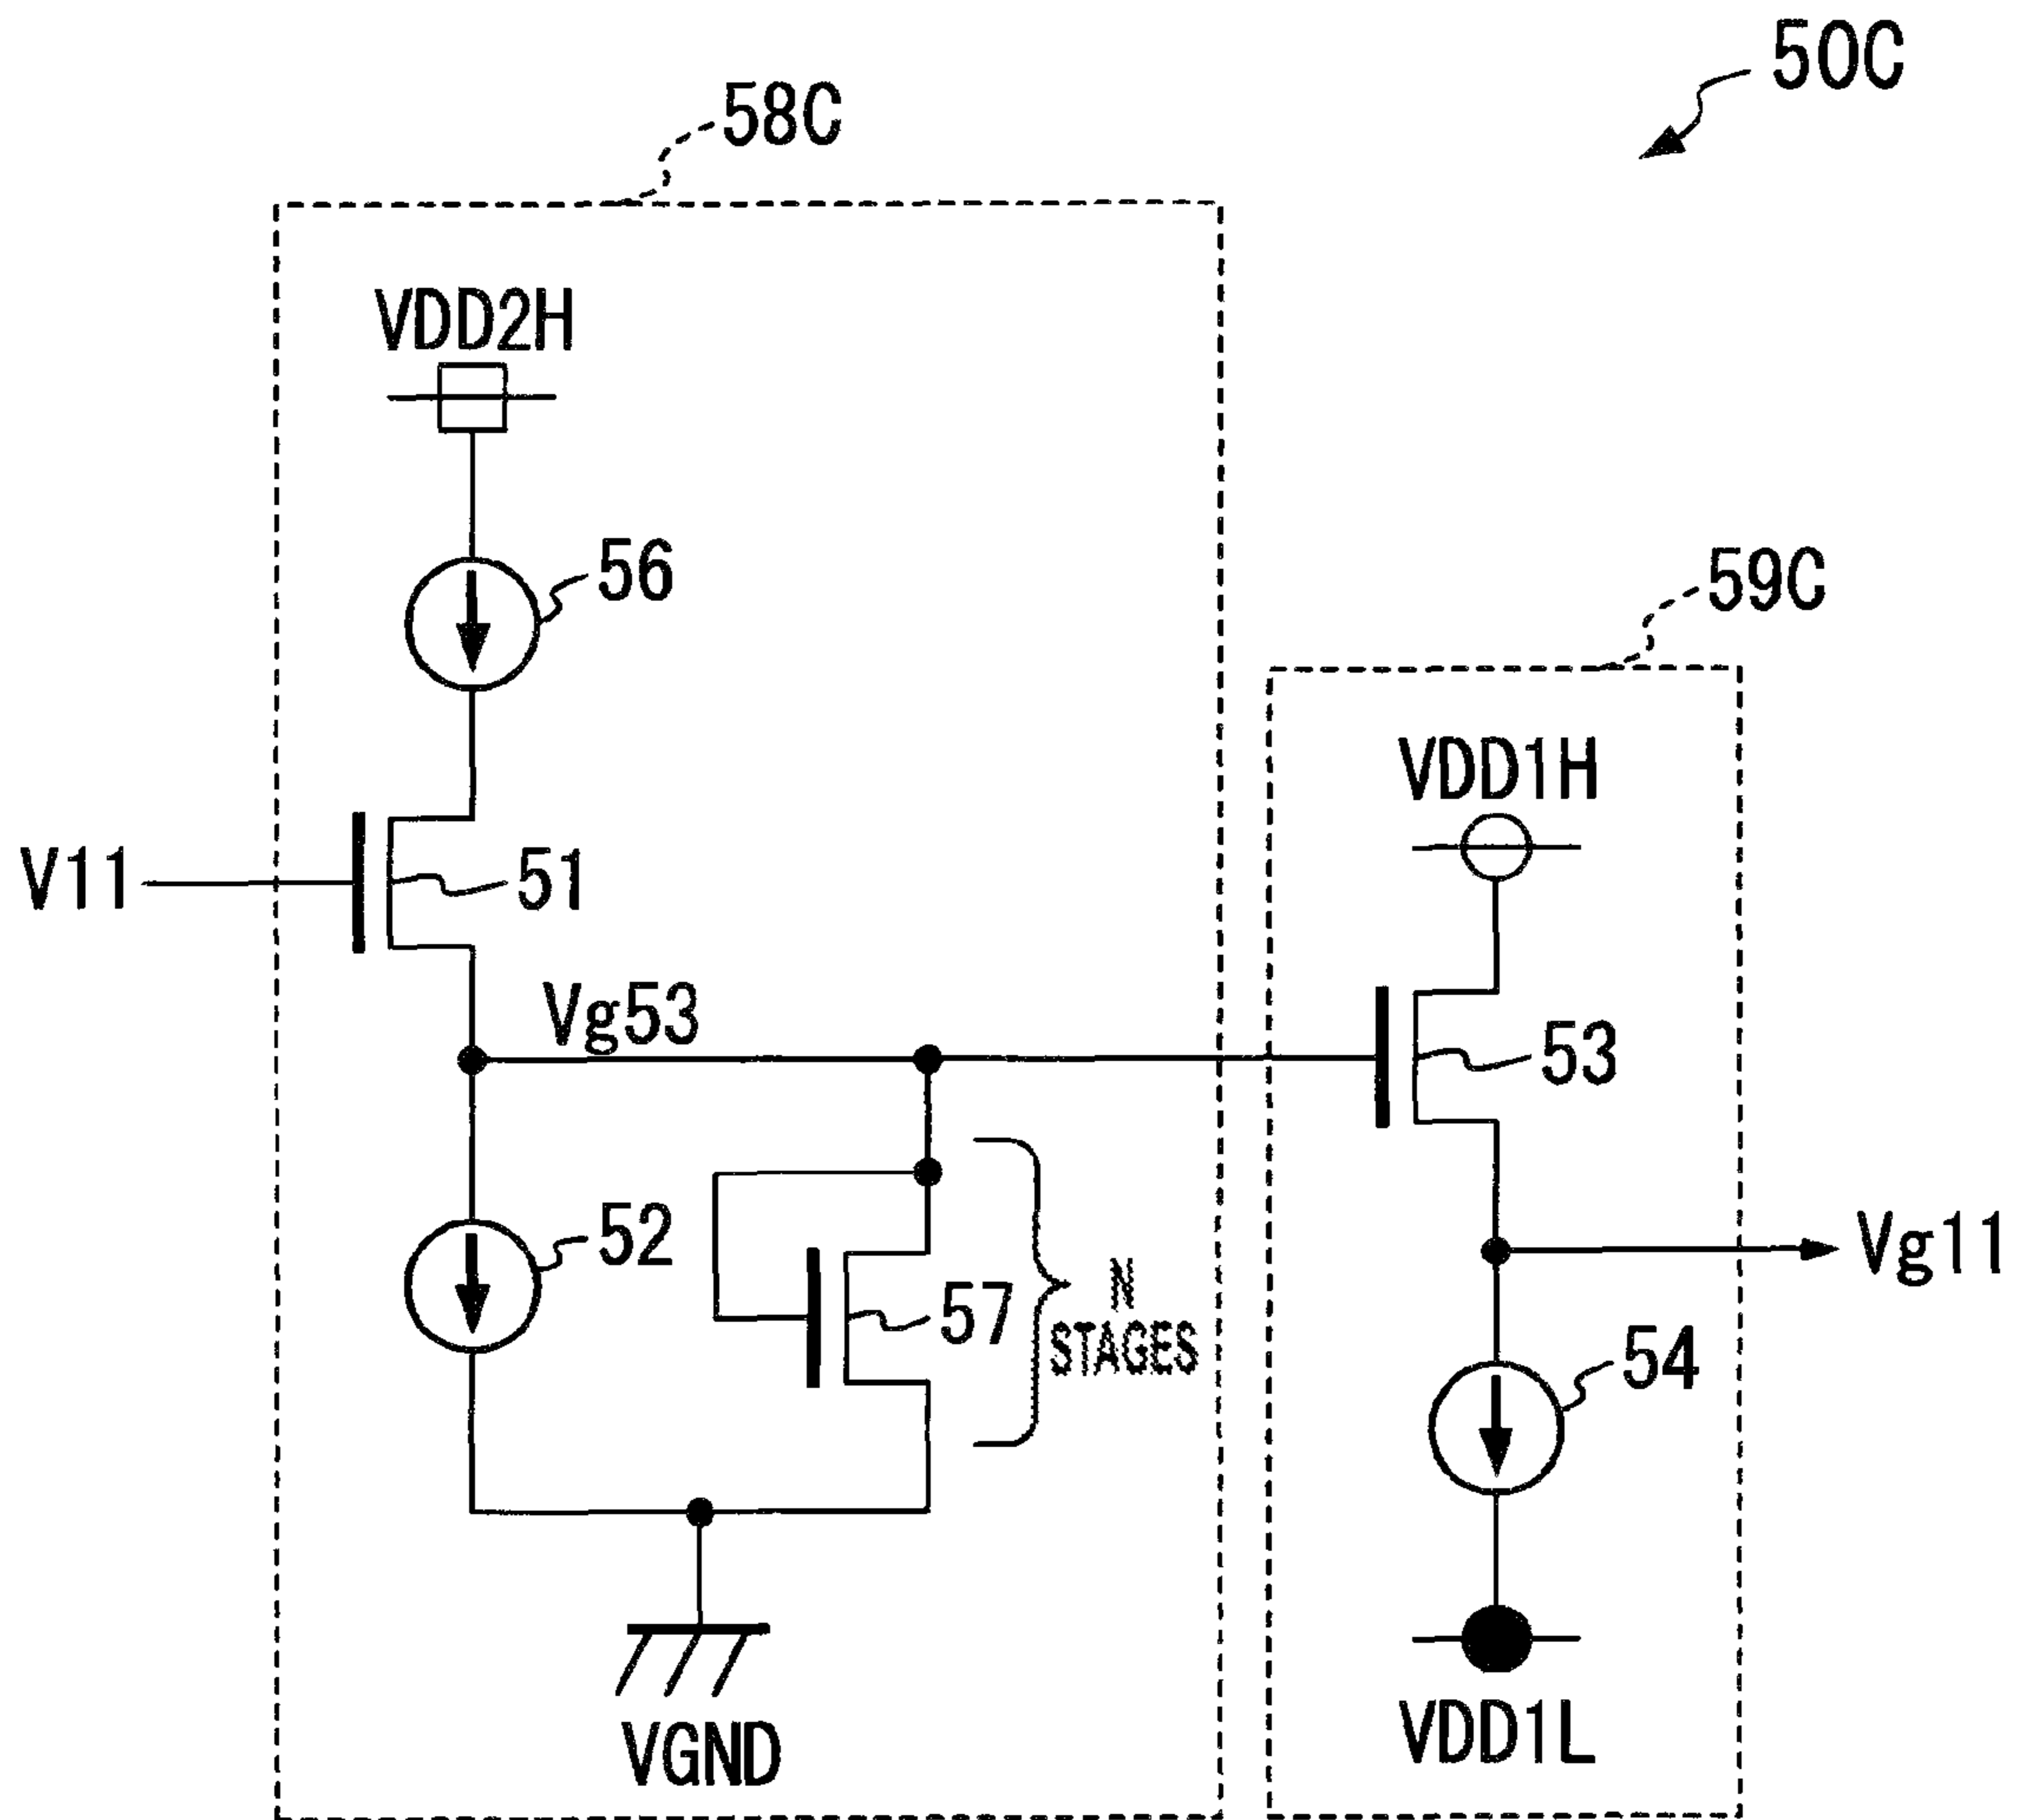 50C
58C
VDD2H
56
59C
VDD1H
V11
51
Vg53
53
52
57
N
STAGES
Vg11
54
VGND
VDD1L